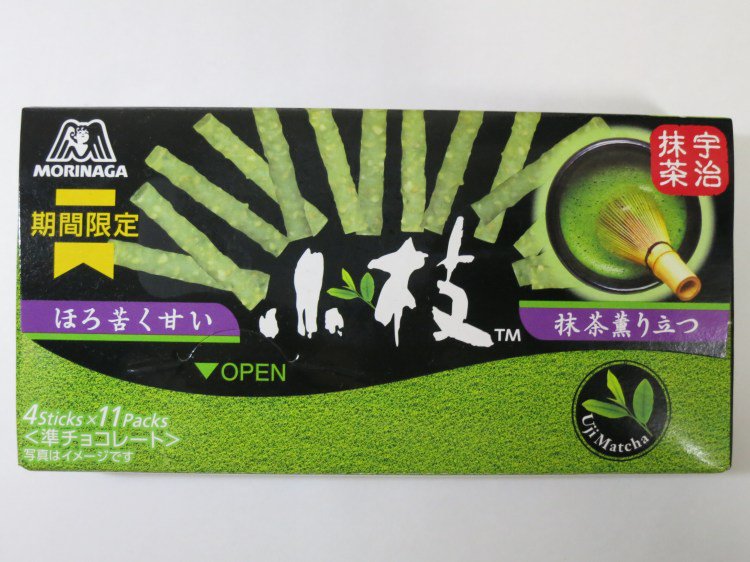 MORINAGA
期間限定
宇治
抹茶
小枝™
ほろ苦く甘い
抹茶薫り立つ
▼OPEN
4Sticks×11Packs
<準チョコレート>
写真はイメージです
Uji Matcha